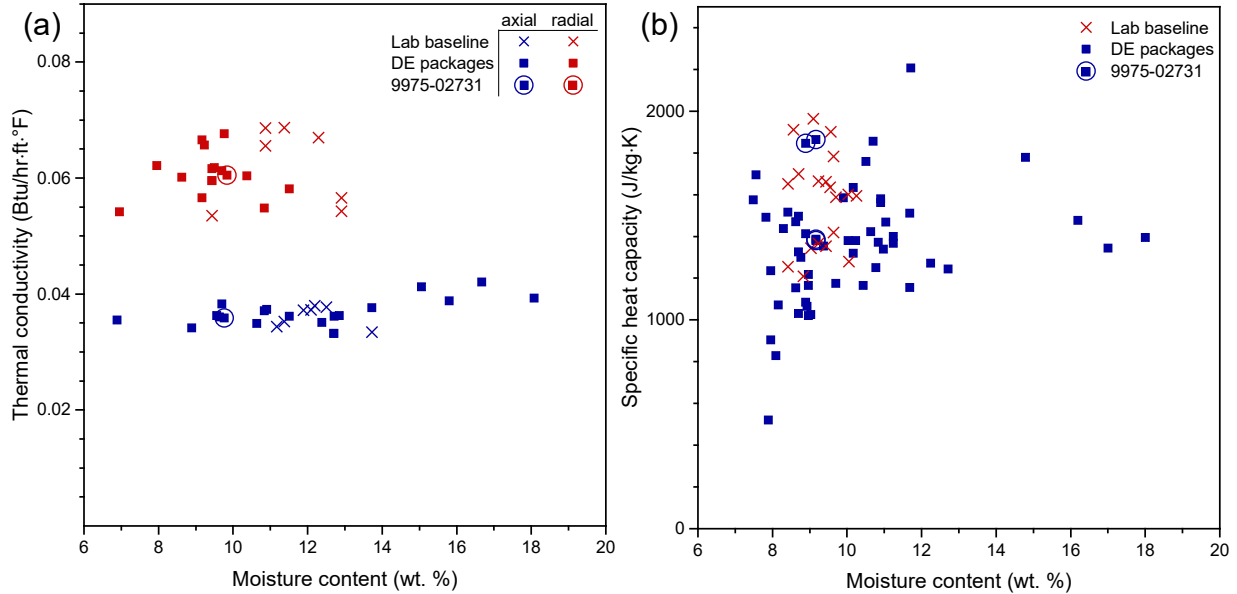 (a)
axial radial
Lab baseline
DE packages
9975-02731
0.08
0.06
0.04
0.02
Thermal conductivity (Btu/hr·ft·°F)
6 8 10 12 14 16 18 20
Moisture content (wt. %)
(b)
Lab baseline
DE packages
9975-02731
2000
1000
0
Specific heat capacity (J/kg·K)
6 8 10 12 14 16 18 20
Moisture content (wt. %)